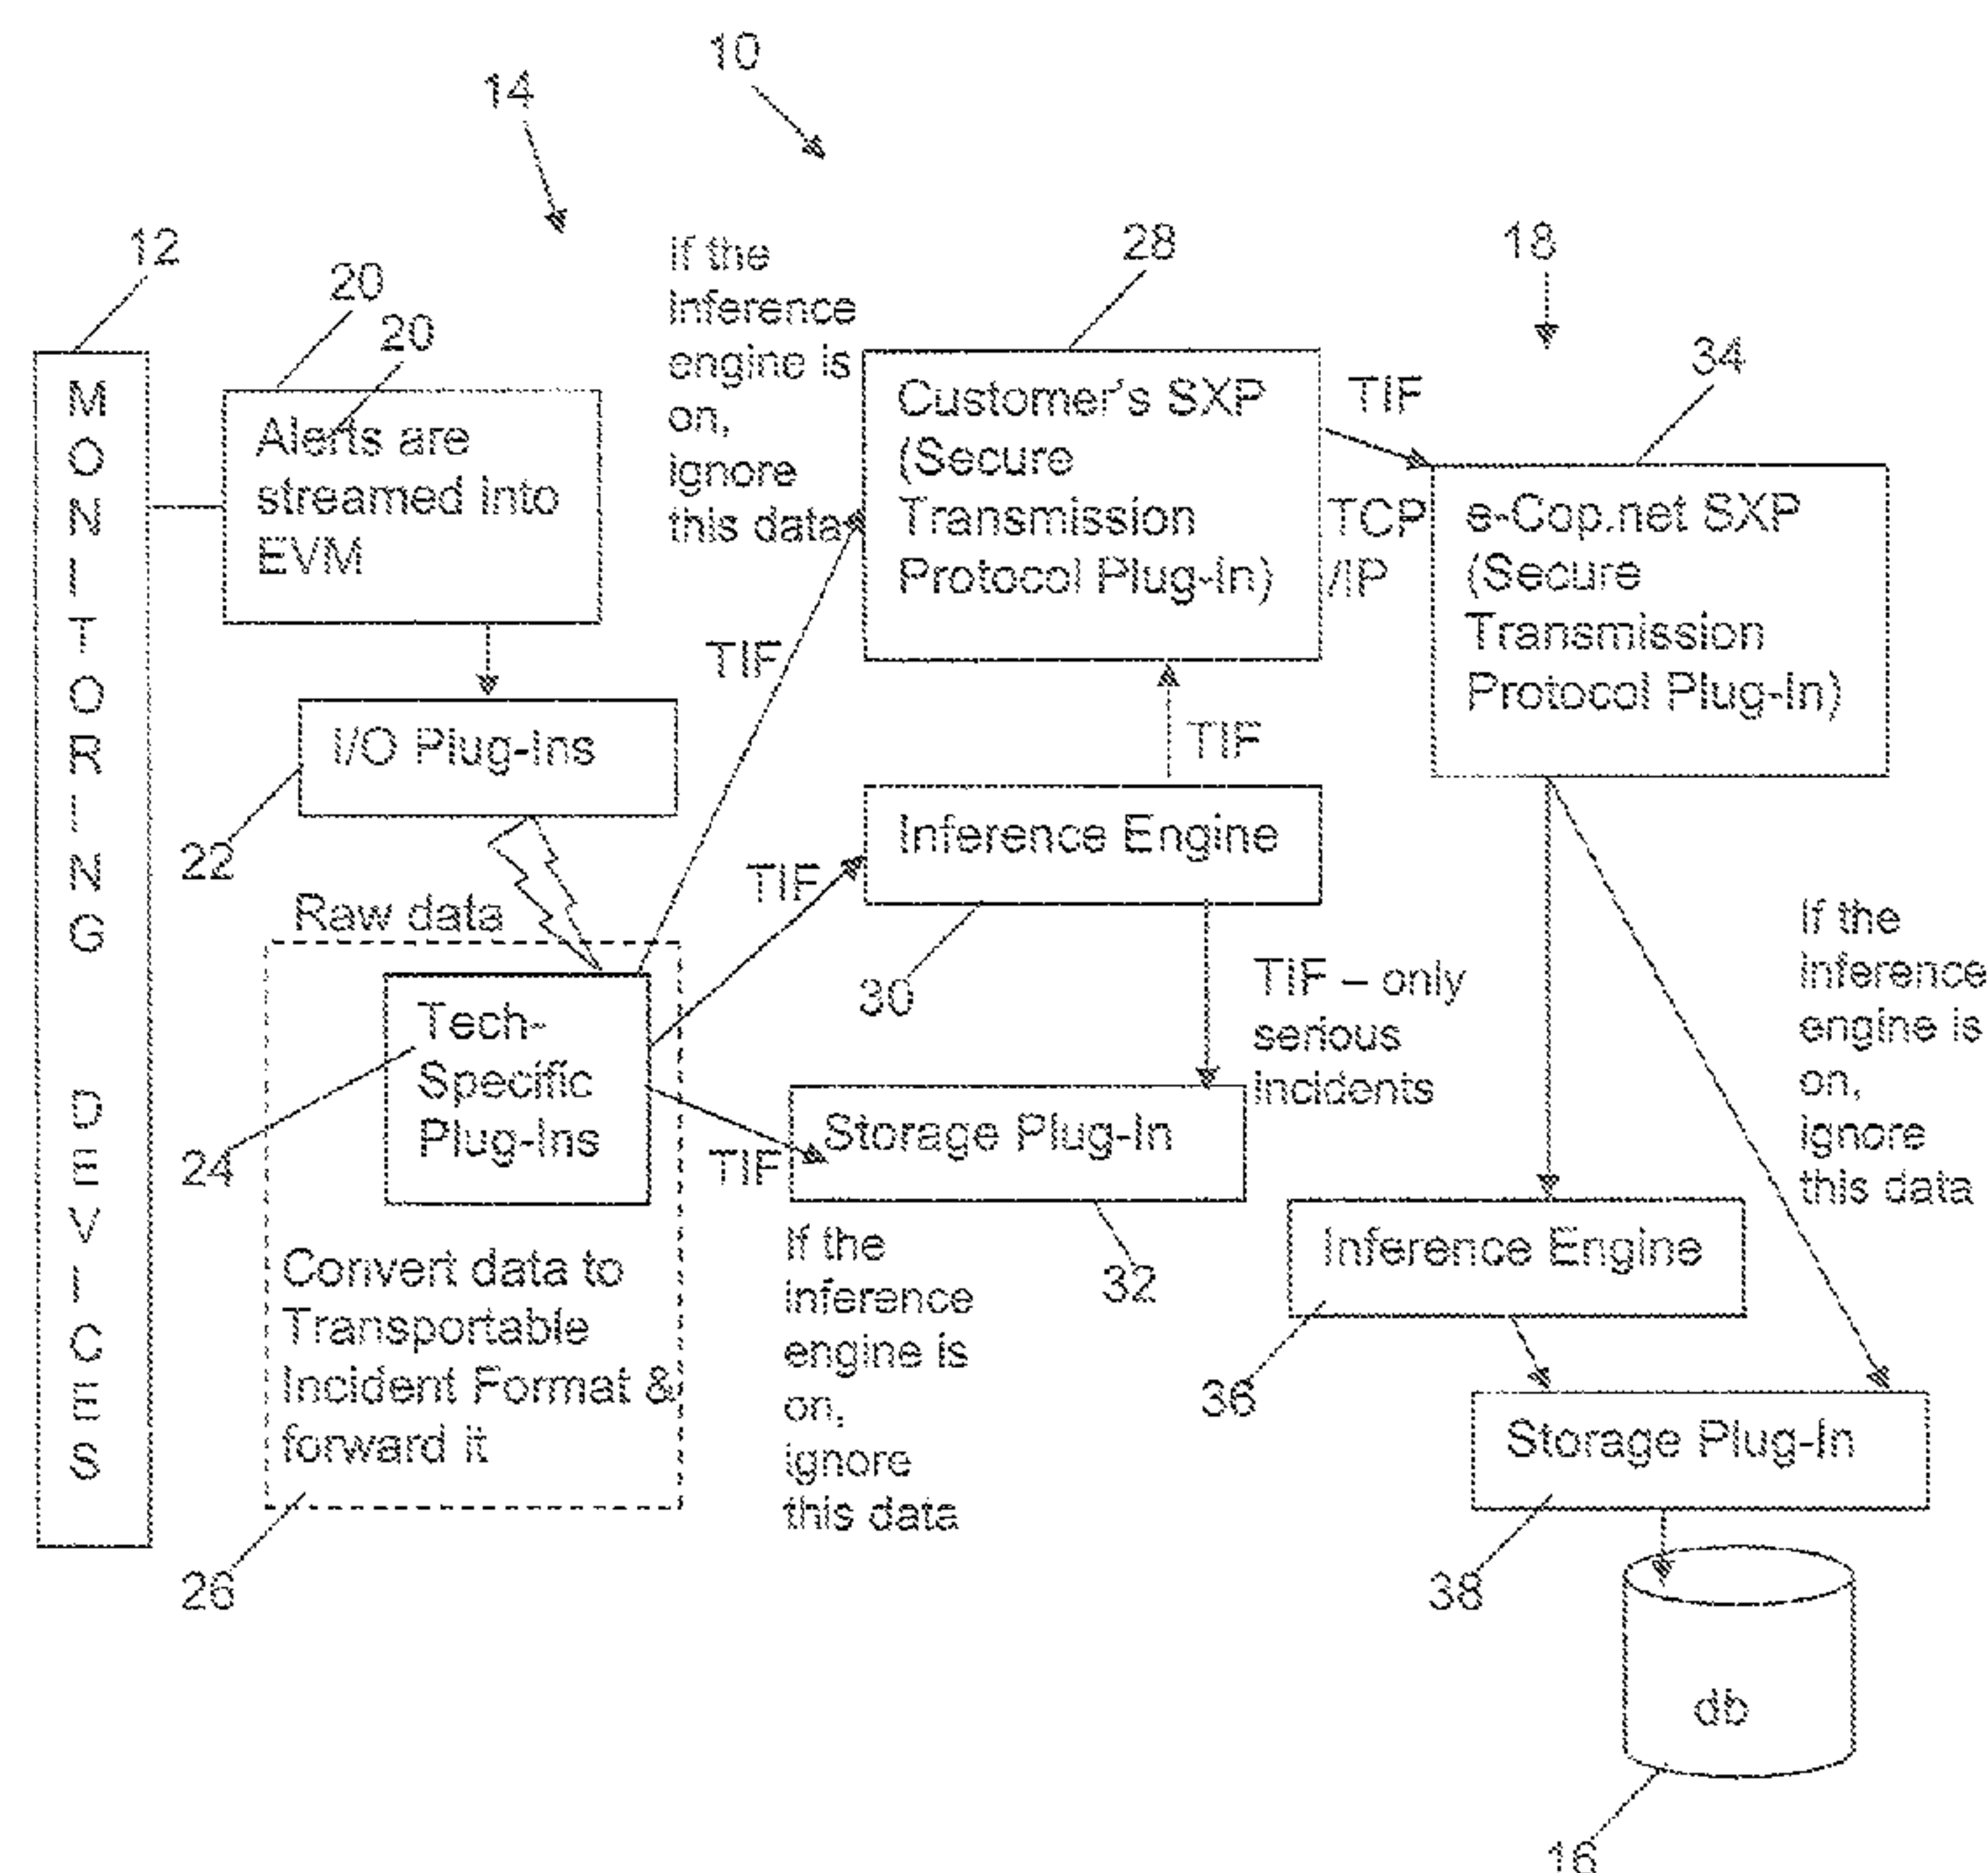 10
14
12
20
20
28
18
34
MONITORING DEVICES
Alerts are
streamed into
EVM
if the
inference
engine is
on,
ignore
this data
Customer's SXP
(Secure
Transmission
Protocol Plug-In)
TIF
TCP
/IP
e-Cop.net SXP
(Secure
Transmission
Protocol Plug-In)
I/O Plug-Ins
22
TIF
TIF
Inference Engine
30
TIF
Raw data
Tech-
Specific
Plug-Ins
24
TIF
TIF – only
serious
incidents
Storage Plug-In
32
If the
inference
engine is
on,
ignore
this data
Convert data to
Transportable
Incident Format &
forward it
26
If the
inference
engine is
on,
ignore
this data
Inference Engine
36
Storage Plug-In
38
db
16